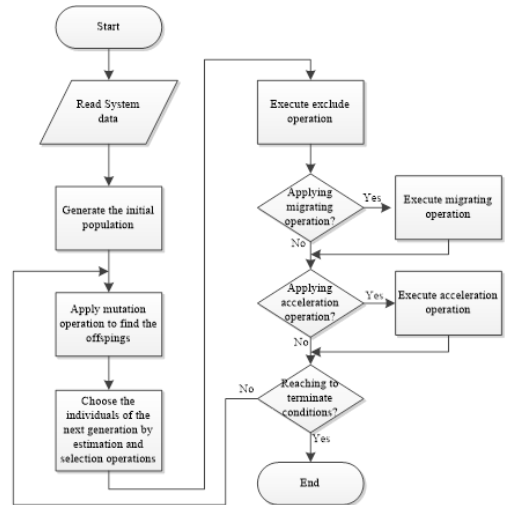 Start
Read System
data
Generate the initial
population
Apply mutation
operation to find the
offspings
Choose the
individuals of the
next generation by
estimation and
selection operations
Execute exclude
operation
Applying
migrating
operation?
Yes
Execute migrating
operation
No
Applying
acceleration
operation?
Yes
Execute acceleration
operation
No
Reaching to
terminate
conditions?
No
Yes
End